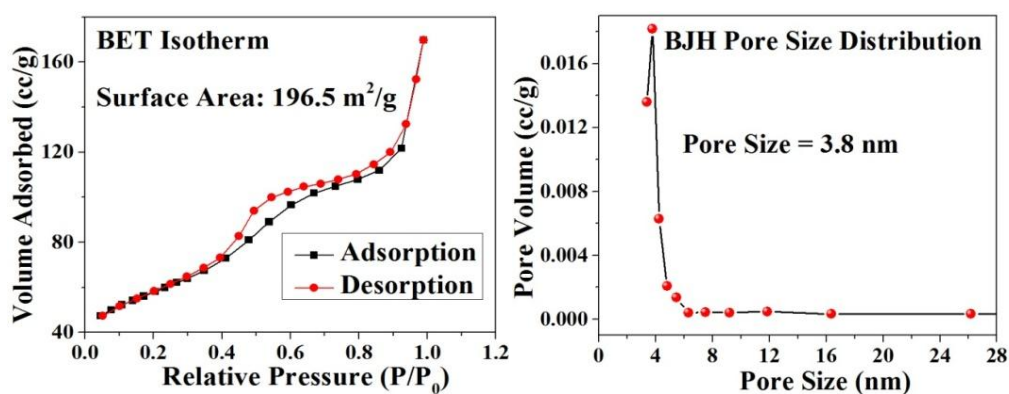 BET Isotherm
Surface Area: 196.5 m²/g
Volume Adsorbed (cc/g)
160
120
80
40
Adsorption
Desorption
0.0 0.2 0.4 0.6 0.8 1.0 1.2
Relative Pressure (P/P₀)
BJH Pore Size Distribution
Pore Size = 3.8 nm
Pore Volume (cc/g)
0.016
0.012
0.008
0.004
0.000
0 4 8 12 16 20 24 28
Pore Size (nm)